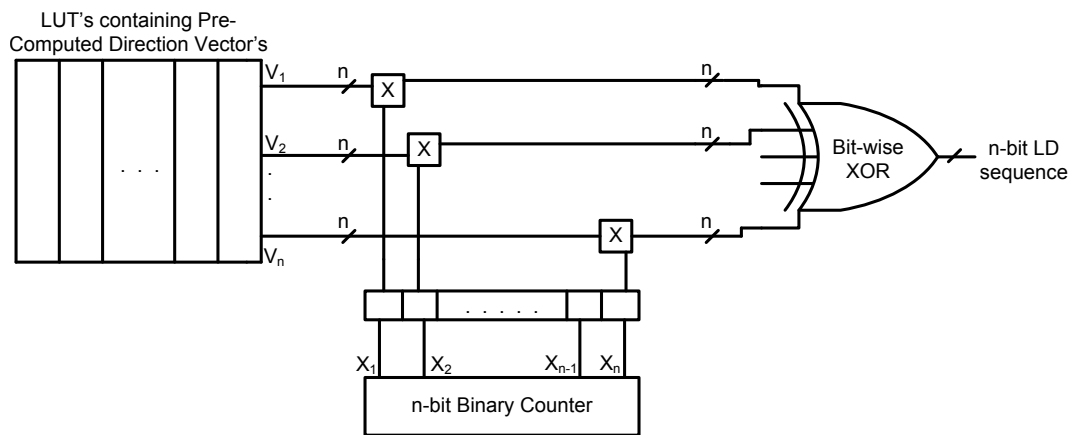 LUT's containing Pre-
Computed Direction Vector's
V1
n
X
n
V2
n
X
n
. . .
.
.
Bit-wise
XOR
n-bit LD
sequence
n
X
n
Vn
. . . . .
X1
X2
Xn-1
Xn
n-bit Binary Counter